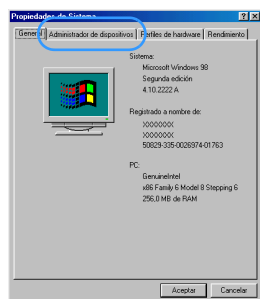 Propiedades de Sistema
General Administrador de dispositivos Perfiles de hardware Rendimiento
Sistema:
Microsoft Windows 98
Segunda edición
4.10.2222 A
Registrado a nombre de:
XXXXXXX
XXXXXXX
50829-335-0026974-01763
PC:
GenuineIntel
x86 Family 6 Model 8 Stepping 6
256,0 MB de RAM
Aceptar Cancelar